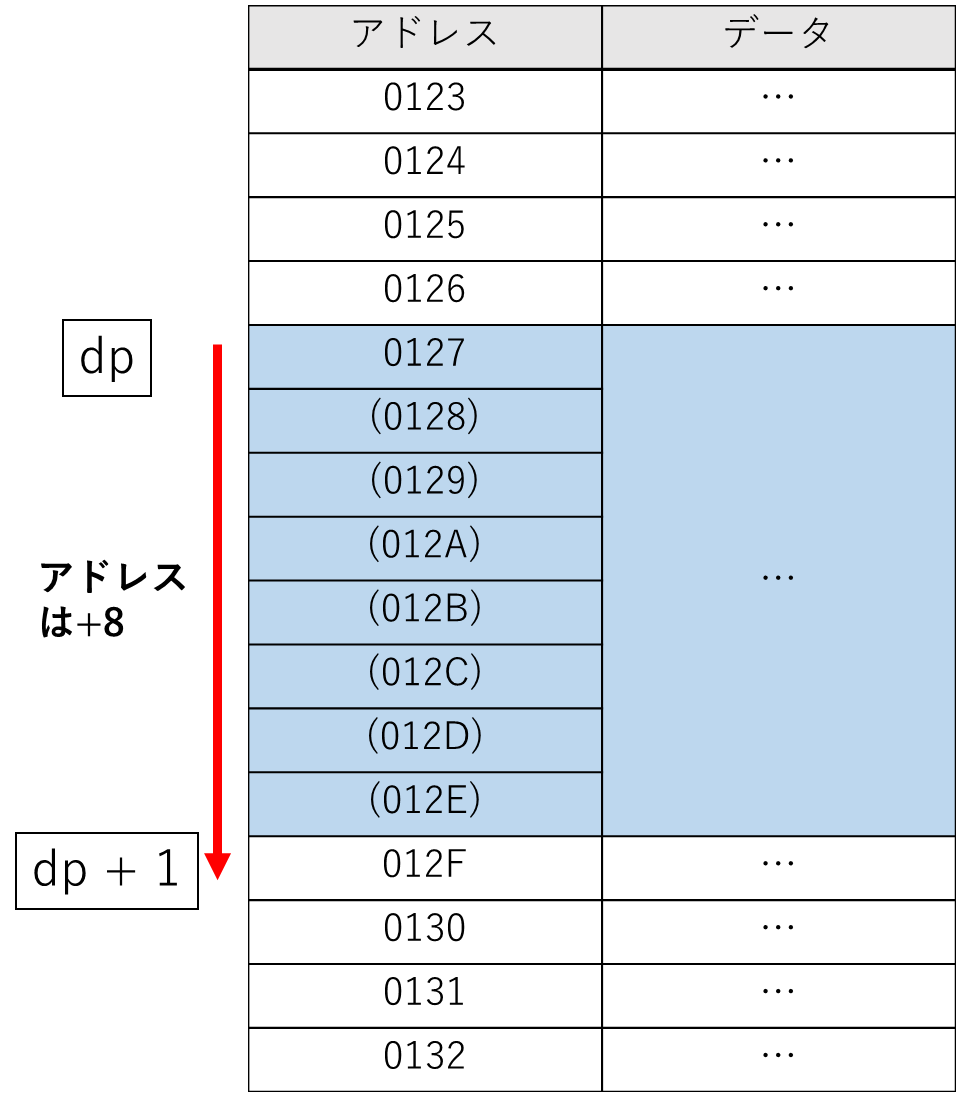 アドレス データ
0123 …
0124 …
0125 …
0126 …
dp 0127
(0128)
(0129)
(012A)
アドレス
は+8
(012B) …
(012C)
(012D)
(012E)
dp + 1 012F …
0130 …
0131 …
0132 …